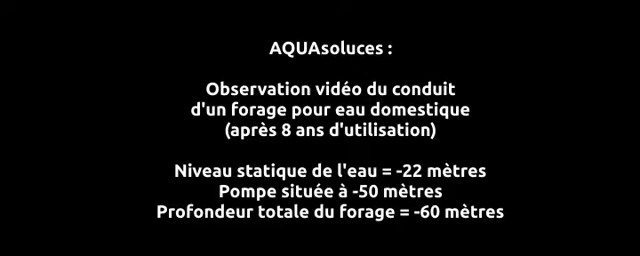 AQUAsoluces :
Observation vidéo du conduit
d'un forage pour eau domestique
(après 8 ans d'utilisation)
Niveau statique de l'eau = -22 mètres
Pompe située à -50 mètres
Profondeur totale du forage = -60 mètres